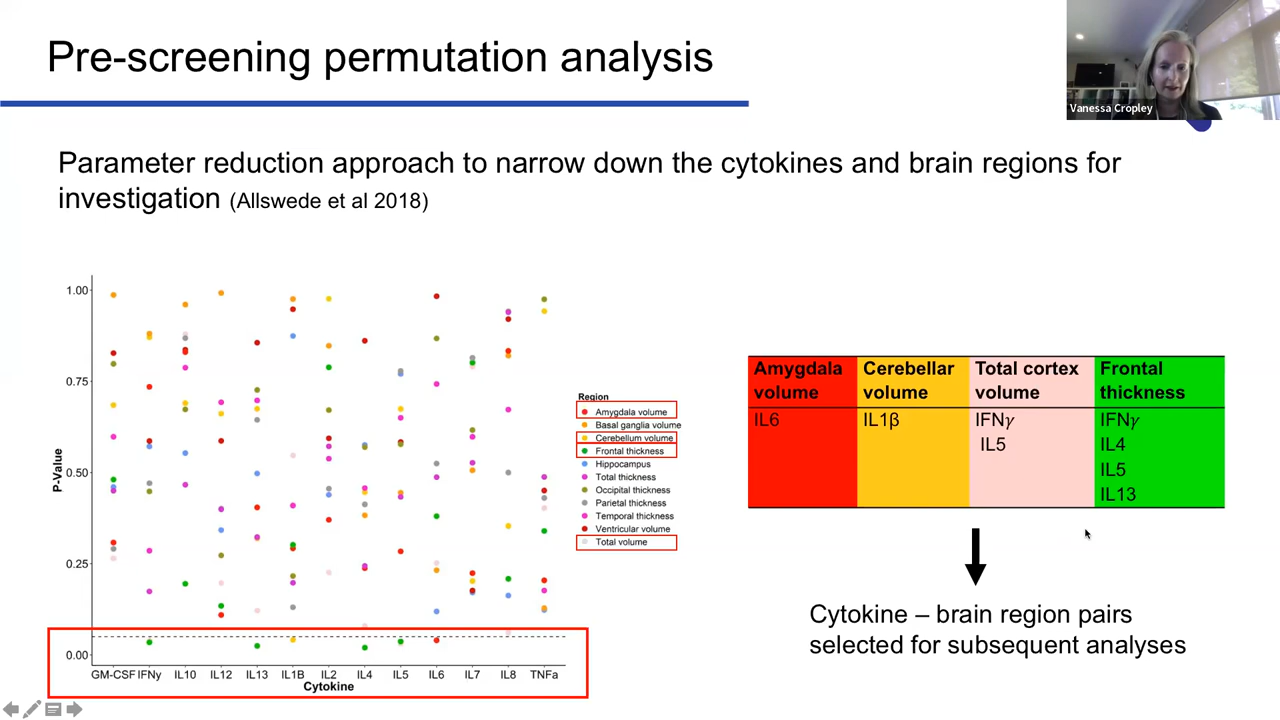 Pre-screening permutation analysis
Vanessa Cropley
Parameter reduction approach to narrow down the cytokines and brain regions for
investigation (Allswede et al 2018)
1.00
0.75
0.50
0.25
0.00
P-Value
GM-CSF IFNy IL10 IL12 IL13 IL1B IL2 IL4 IL5 IL6 IL7 IL8 TNFa
Cytokine
Region
Amygdala volume
Basal ganglia volume
Cerebellum volume
Frontal thickness
Hippocampus
Total thickness
Occipital thickness
Parietal thickness
Temporal thickness
Ventricular volume
Total volume
Amygdala Cerebellar Total cortex Frontal
volume volume volume thickness
IL6 IL1β IFNγ IFNγ
IL5 IL4
IL5
IL13
Cytokine – brain region pairs
selected for subsequent analyses